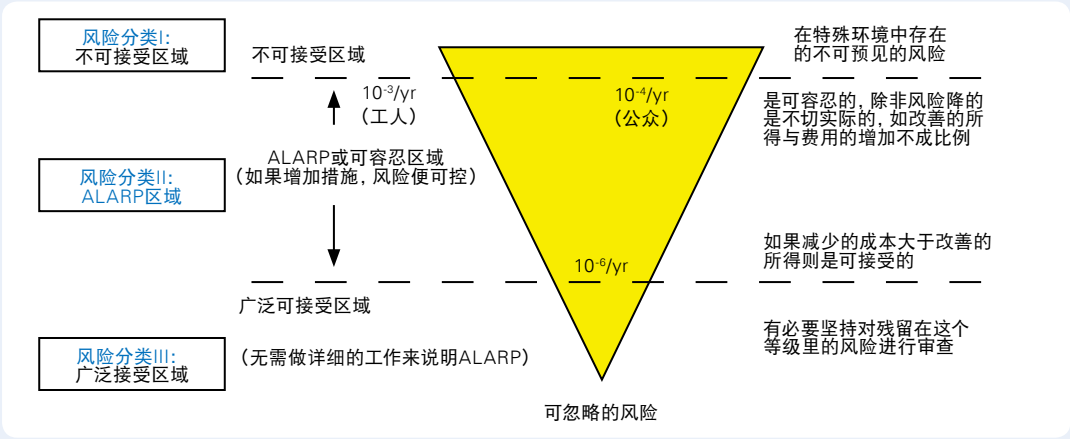 风险分类I:
不可接受区域
不可接受区域
10⁻³/yr
（工人）
ALARP或可容忍区域
（如果增加措施，风险便可控）
风险分类II:
ALARP区域
广泛可接受区域
风险分类III:
广泛接受区域
（无需做详细的工作来说明ALARP）
10⁻⁴/yr
（公众）
10⁻⁶/yr
可忽略的风险
在特殊环境中存在
的不可预见的风险
是可容忍的，除非风险降的
是不切实际的，如改善的所
得与费用的增加不成比例
如果减少的成本大于改善的
所得则是可接受的
有必要坚持对残留在这个
等级里的风险进行审查